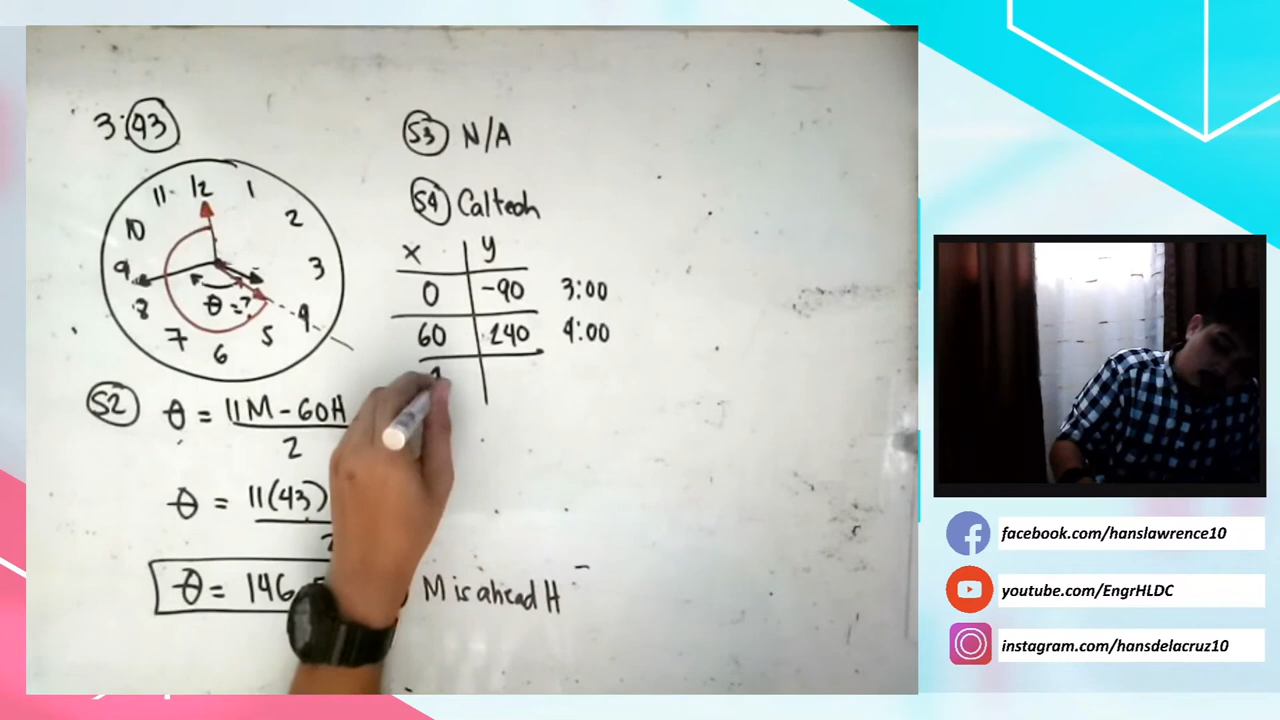 3:43
12
1
2
3
4
5
6
7
8
9
10
11
θ = ?
S2 θ = 11M - 60H
2
θ = 11(43)
2
θ = 146.5
M is ahead H
S3 N/A
S4 Caltech
x y
0 -90 3:00
60 240 4:00
facebook.com/hanslawrence10
youtube.com/EngrHLDC
instagram.com/hansdelacruz10